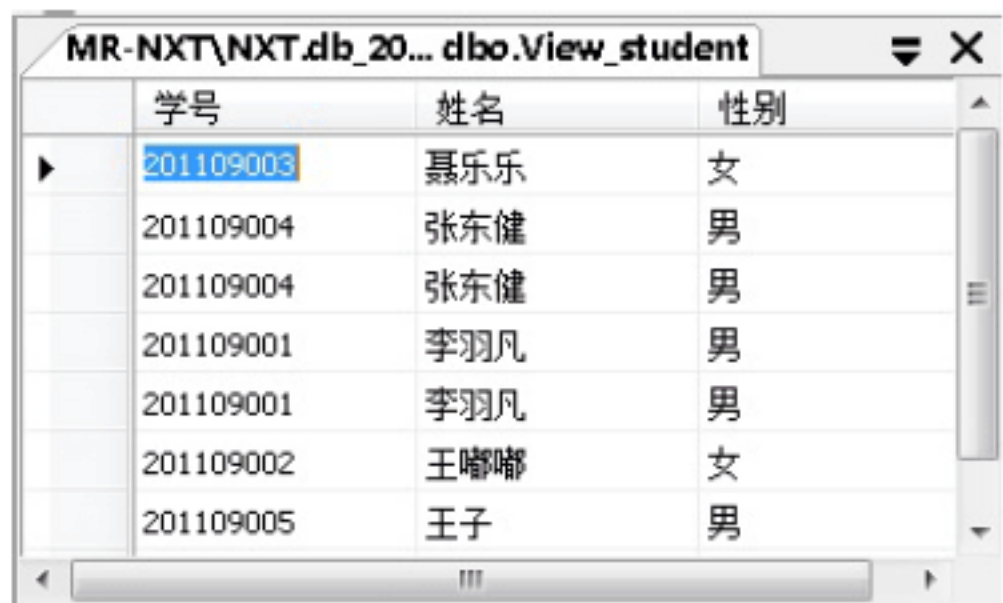 MR-NXT\NXT.db_20... dbo.View_student
学号 姓名 性别
201109003 聂乐乐 女
201109004 张东健 男
201109004 张东健 男
201109001 李羽凡 男
201109001 李羽凡 男
201109002 王嘟嘟 女
201109005 王子 男